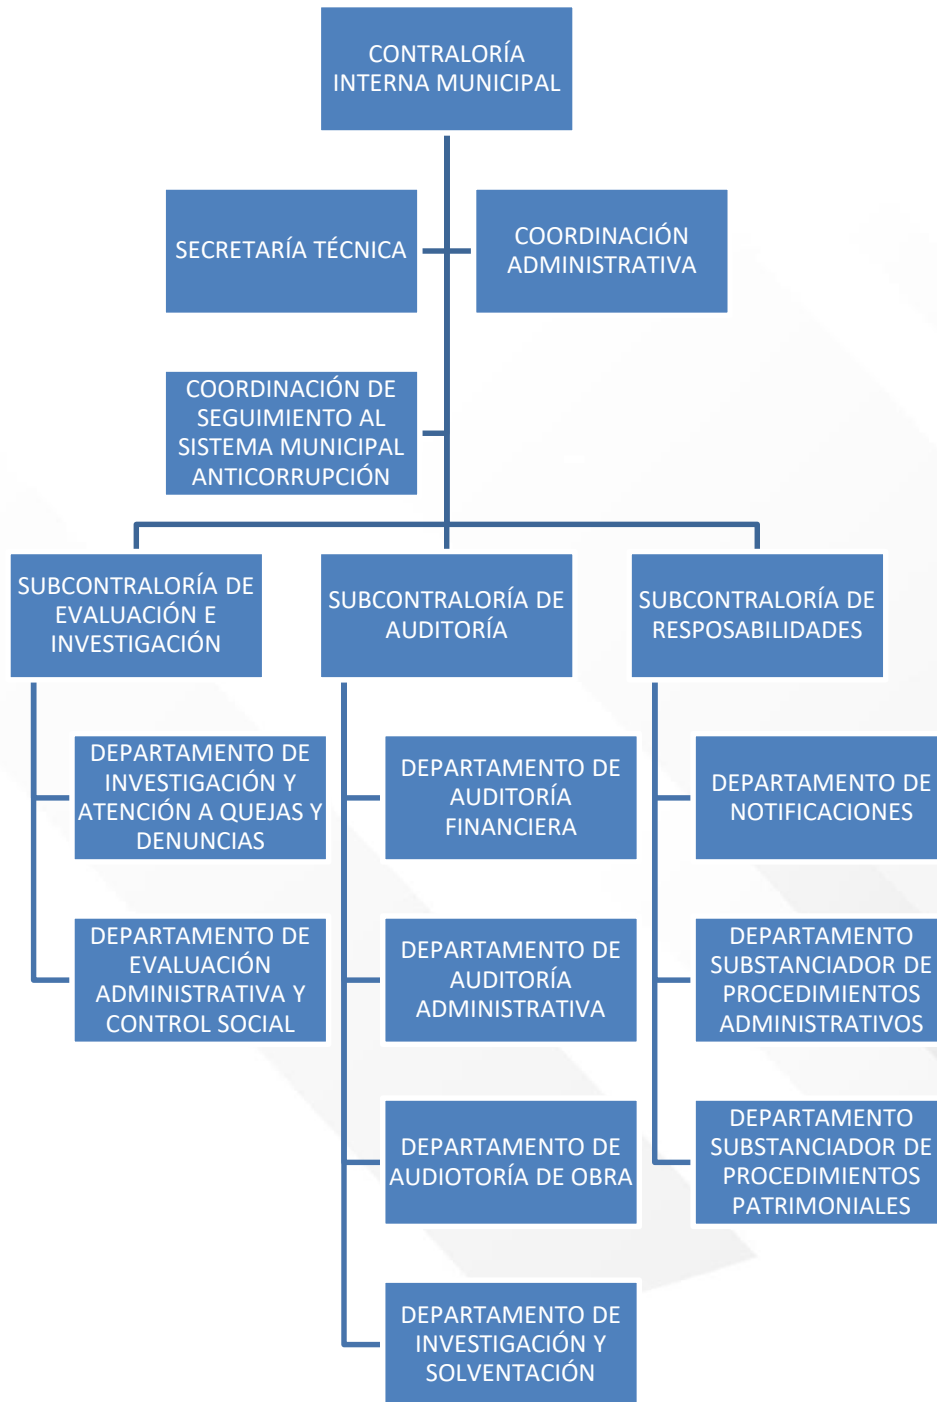 CONTRALORÍA
INTERNA MUNICIPAL
SECRETARÍA TÉCNICA
COORDINACIÓN
ADMINISTRATIVA
COORDINACIÓN DE
SEGUIMIENTO AL
SISTEMA MUNICIPAL
ANTICORRUPCIÓN
SUBCONTRALORÍA DE
EVALUACIÓN E
INVESTIGACIÓN
SUBCONTRALORÍA DE
AUDITORÍA
SUBCONTRALORÍA DE
RESPOSABILIDADES
DEPARTAMENTO DE
INVESTIGACIÓN Y
ATENCIÓN A QUEJAS Y
DENUNCIAS
DEPARTAMENTO DE
EVALUACIÓN
ADMINISTRATIVA Y
CONTROL SOCIAL
DEPARTAMENTO DE
AUDITORÍA
FINANCIERA
DEPARTAMENTO DE
AUDITORÍA
ADMINISTRATIVA
DEPARTAMENTO DE
AUDIOTORÍA DE OBRA
DEPARTAMENTO DE
INVESTIGACIÓN Y
SOLVENTACIÓN
DEPARTAMENTO DE
NOTIFICACIONES
DEPARTAMENTO
SUBSTANCIADOR DE
PROCEDIMIENTOS
ADMINISTRATIVOS
DEPARTAMENTO
SUBSTANCIADOR DE
PROCEDIMIENTOS
PATRIMONIALES